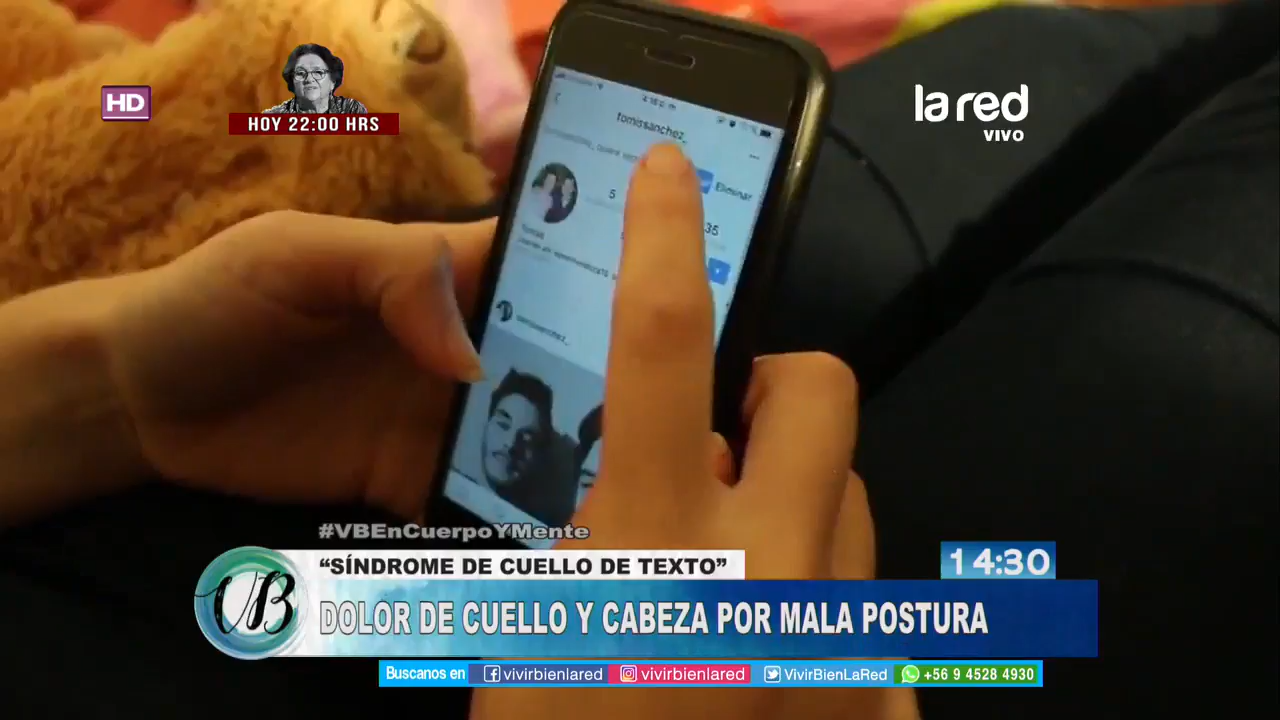 HD
HOY 22:00 HRS
la red
VIVO
tomissanchez_
Eliminar
5
35
#VBEnCuerpoYMente
"SÍNDROME DE CUELLO DE TEXTO"
14:30
VB
DOLOR DE CUELLO Y CABEZA POR MALA POSTURA
Buscanos en vivirbienlared vivirbienlared VivirBienLaRed +56 9 4528 4930